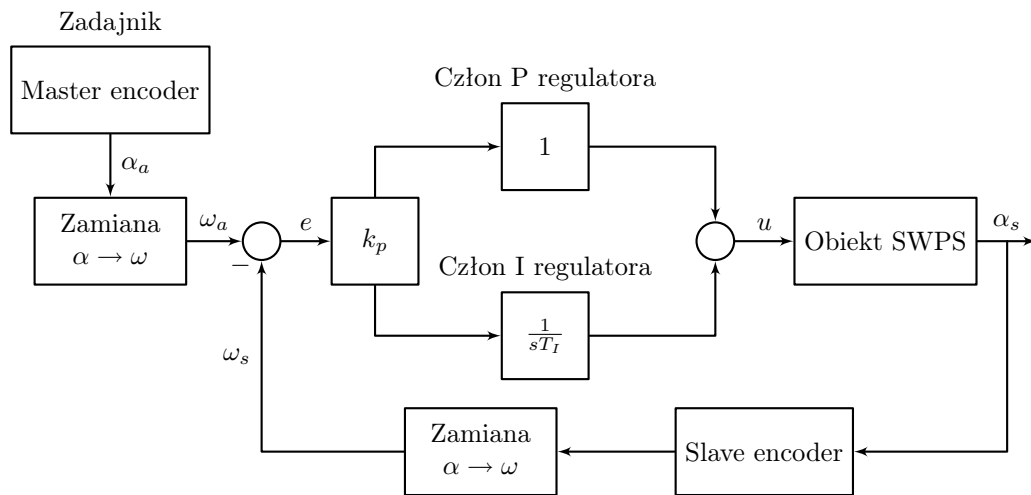 Zadajnik
Master encoder
α_a
Zamiana
α → ω
ω_a
−
e
k_p
Człon P regulatora
1
Człon I regulatora
1/(sT_I)
u
Obiekt SWPS
α_s
ω_s
Zamiana
α → ω
Slave encoder